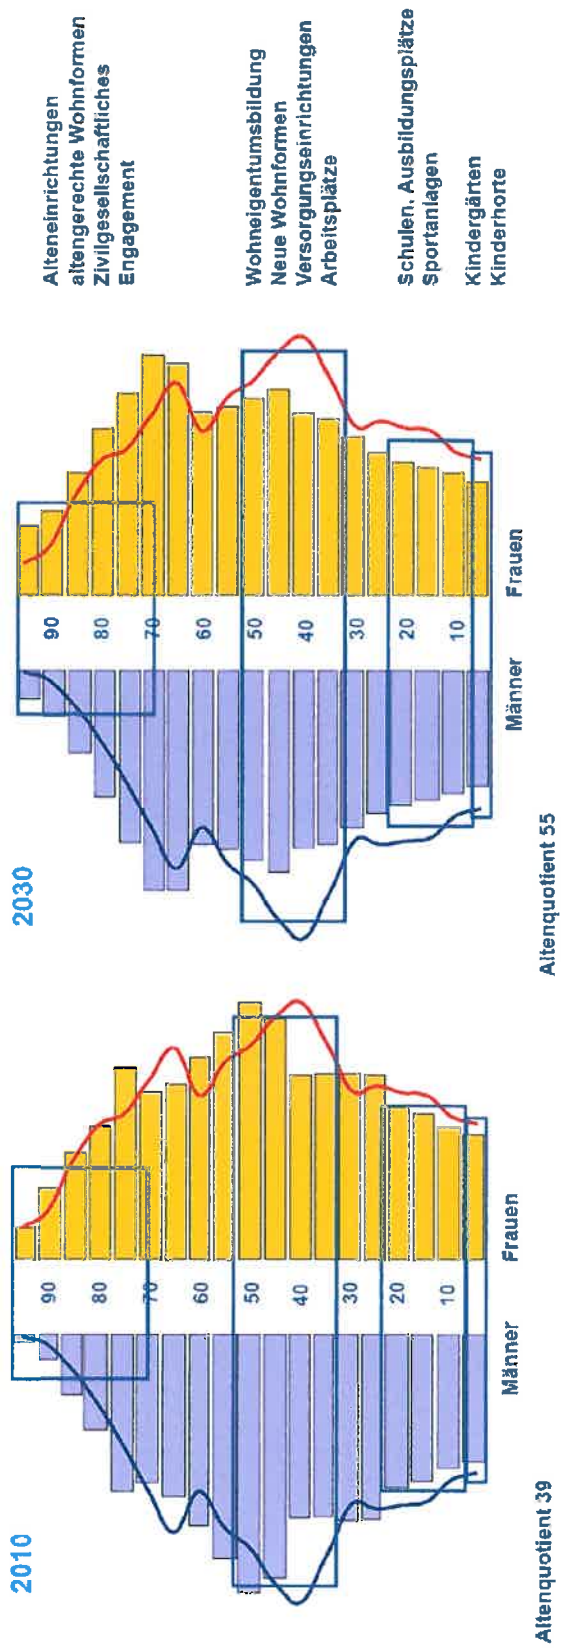 2010
90
80
70
60
50
40
30
20
10
Männer
Frauen
Altenquotient 39
2030
90
80
70
60
50
40
30
20
10
Männer
Frauen
Altenquotient 55
Alteneinrichtungen
altengerechte Wohnformen
Zivilgesellschaftliches
Engagement
Wohneigentumsbildung
Neue Wohnformen
Versorgungseinrichtungen
Arbeitsplätze
Schulen, Ausbildungsplätze
Sportanlagen
Kindergärten
Kinderhorte